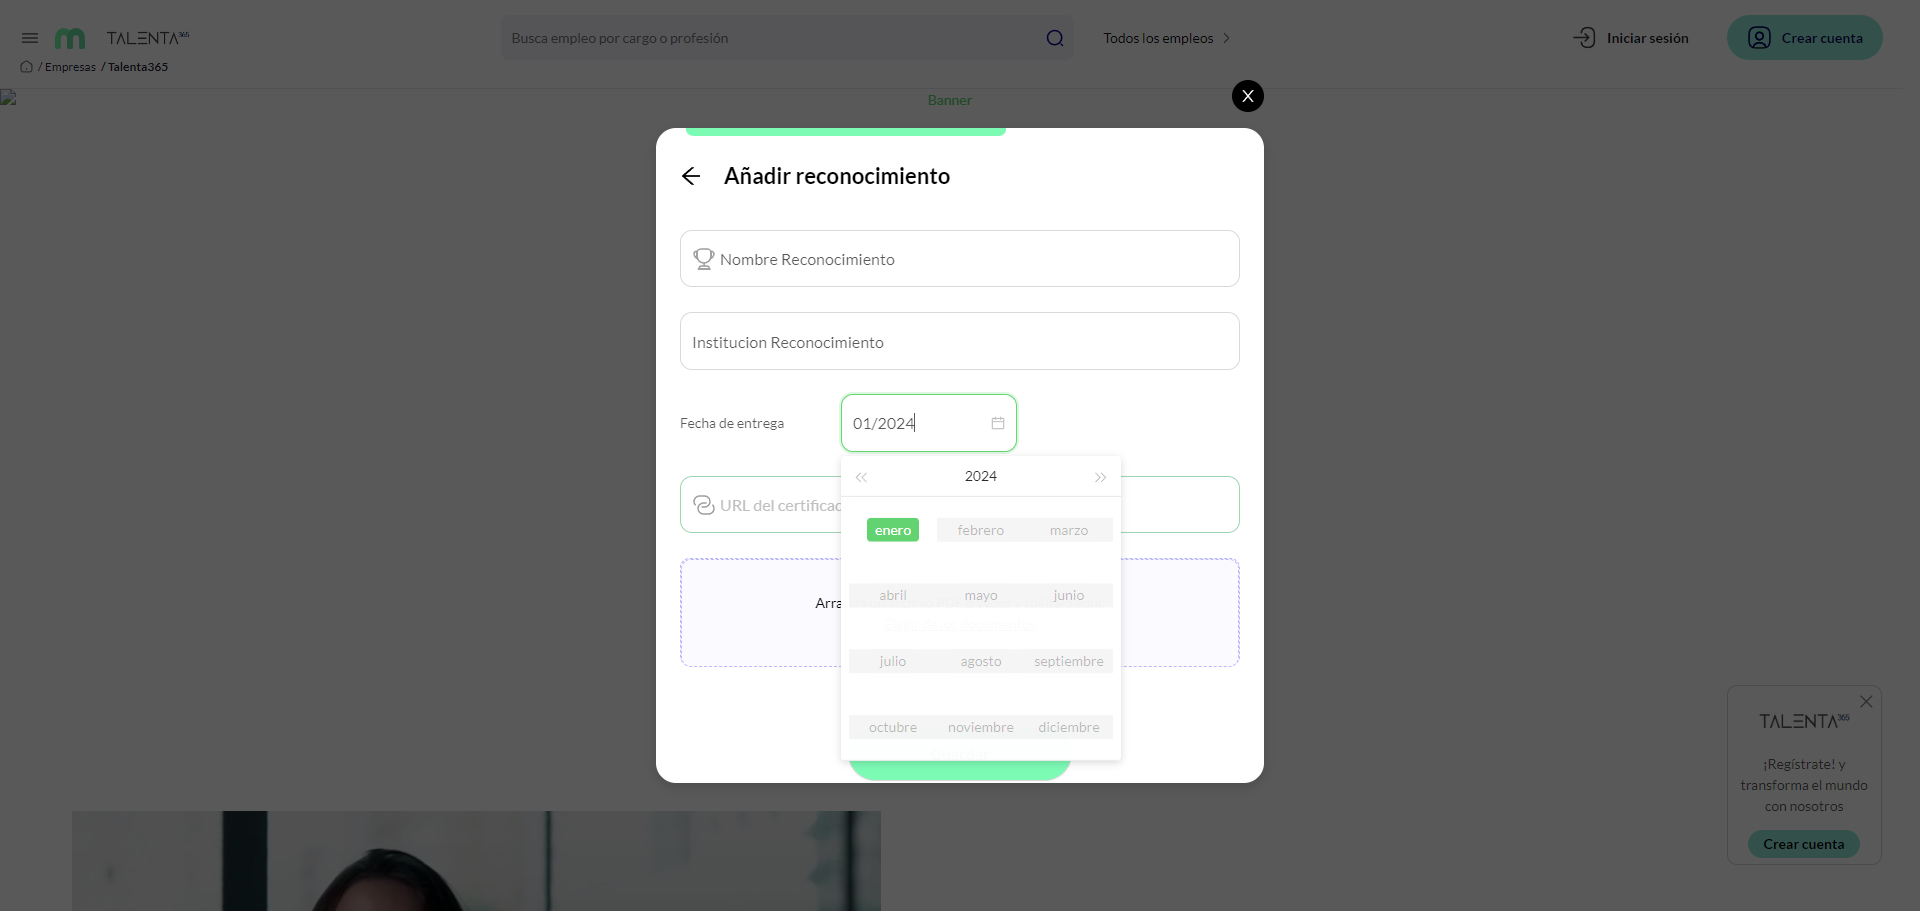 TALENTA365
Busca empleo por cargo o profesión
Todos los empleos
Iniciar sesión
Crear cuenta
/ Empresas / Talenta365
Banner
X
Añadir reconocimiento
Nombre Reconocimiento
Institucion Reconocimiento
Fecha de entrega
01/2024
2024
URL del certificac
enero febrero marzo
Arra
abril mayo junio
julio agosto septiembre
octubre noviembre diciembre
TALENTA365
¡Regístrate! y
transforma el mundo
con nosotros
Crear cuenta